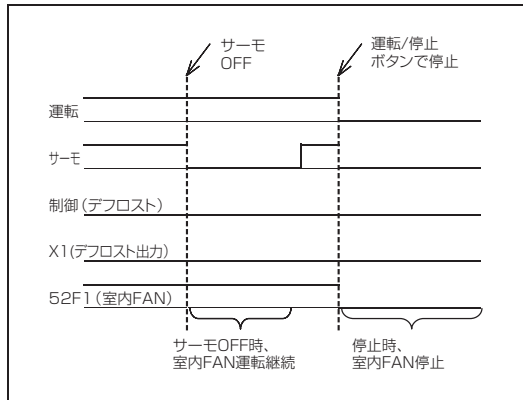 サーモ
OFF
運転/停止
ボタンで停止
運転
サーモ
制御(デフロスト)
X1(デフロスト出力)
52F1(室内FAN)
サーモOFF時、
室内FAN運転継続
停止時、
室内FAN停止